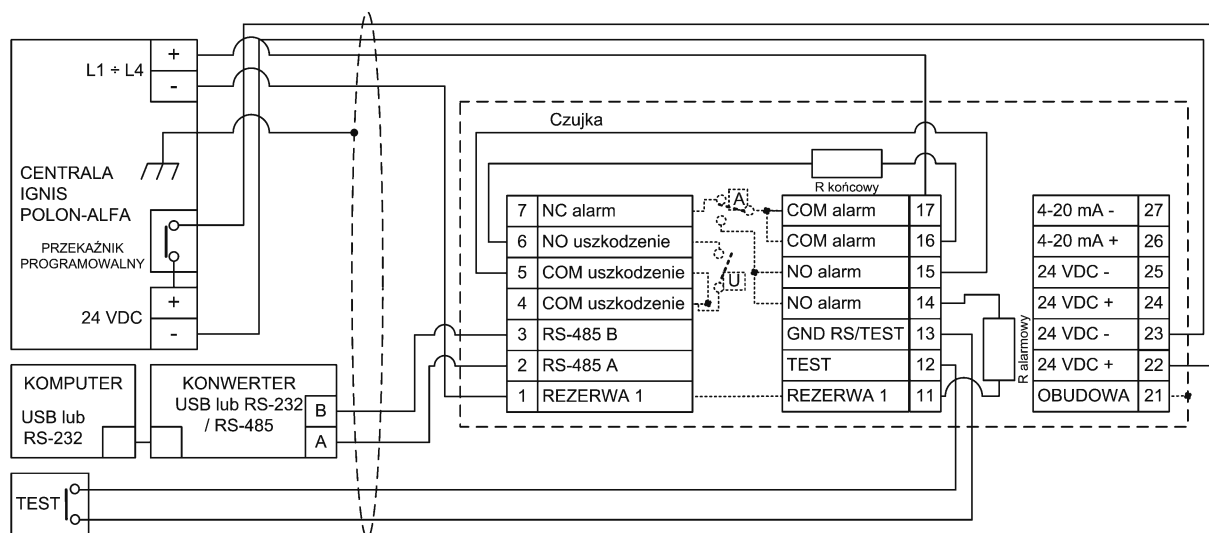 L1 ÷ L4
+
-
CENTRALA
IGNIS
POLON-ALFA
PRZEKAŹNIK
PROGRAMOWALNY
24 VDC
+
-
KOMPUTER
USB lub
RS-232
KONWERTER
USB lub RS-232
/ RS-485
B
A
TEST
Czujka
R końcowy
A
U
7 NC alarm
6 NO uszkodzenie
5 COM uszkodzenie
4 COM uszkodzenie
3 RS-485 B
2 RS-485 A
1 REZERWA 1
COM alarm 17
COM alarm 16
NO alarm 15
NO alarm 14
GND RS/TEST 13
TEST 12
REZERWA 1 11
R alarmowy
4-20 mA - 27
4-20 mA + 26
24 VDC - 25
24 VDC + 24
24 VDC - 23
24 VDC + 22
OBUDOWA 21